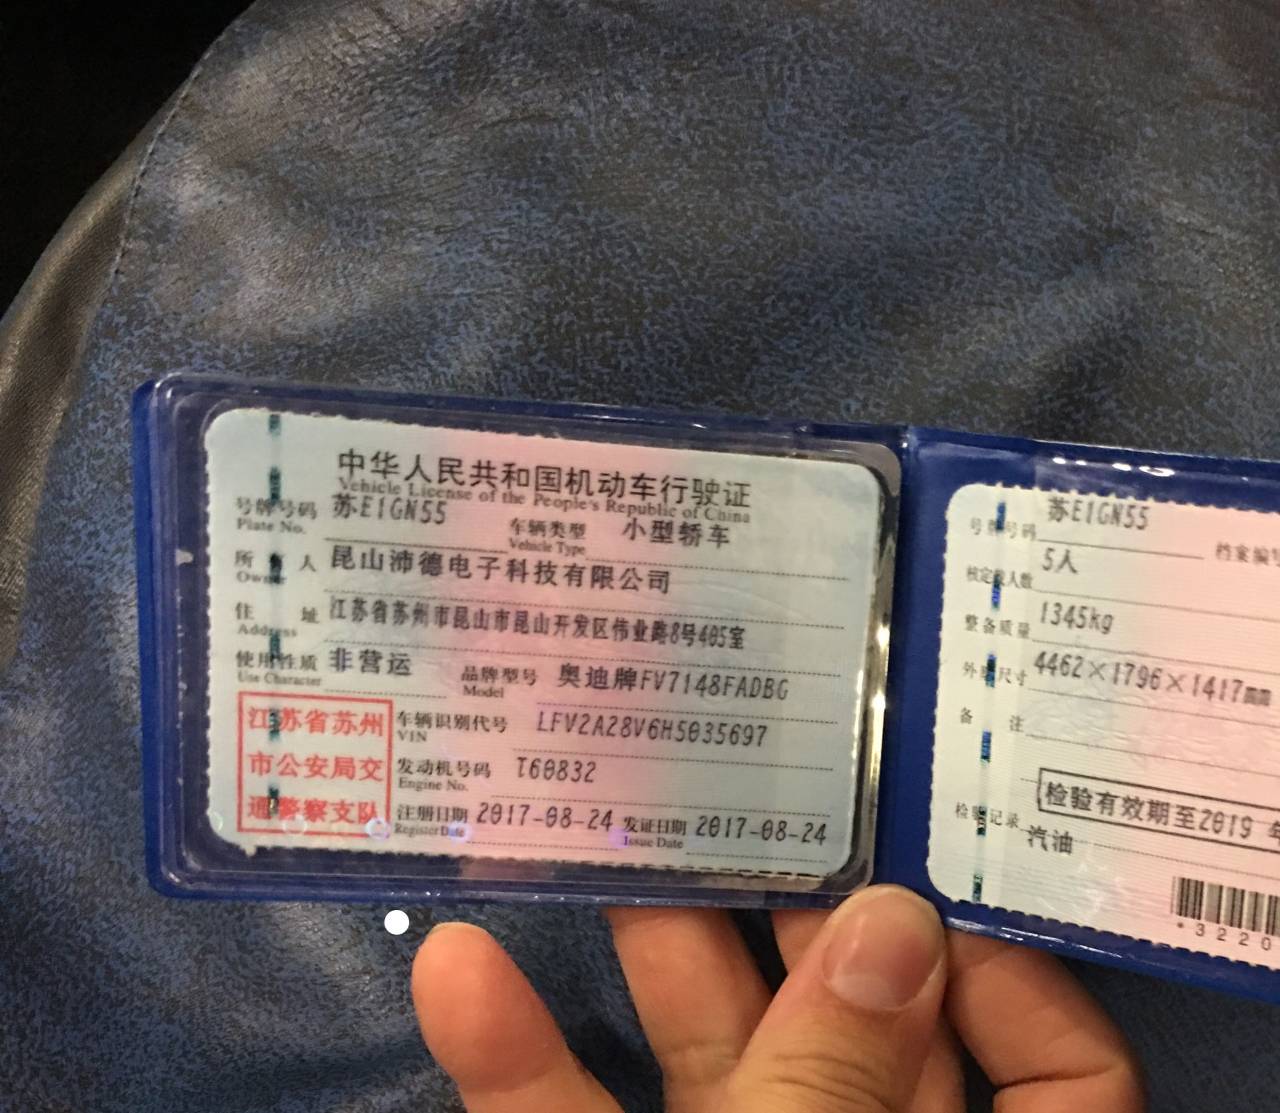 中华人民共和国机动车行驶证
Vehicle License of the People's Republic of China
号牌号码 苏E1GN55 车辆类型 小型轿车
Plate No. Vehicle Type
所有人 昆山沛德电子科技有限公司
Owner
住址 江苏省苏州市昆山市昆山开发区伟业路8号405室
Address
使用性质 非营运 品牌型号 奥迪牌FV7148FADBG
Use Character Model
江苏省苏州
市公安局交
通警察支队
车辆识别代号 LFV2A28V6H5035697
VIN
发动机号码 T60832
Engine No.
注册日期 2017-08-24 发证日期 2017-08-24
Register Date Issue Date
号牌号码 苏E1GN55 档案编号
核定载人数 5人
整备质量 1345kg
外廓尺寸 4462×1796×1417mm
备注
检验有效期至2019
检验记录
汽油
*3220